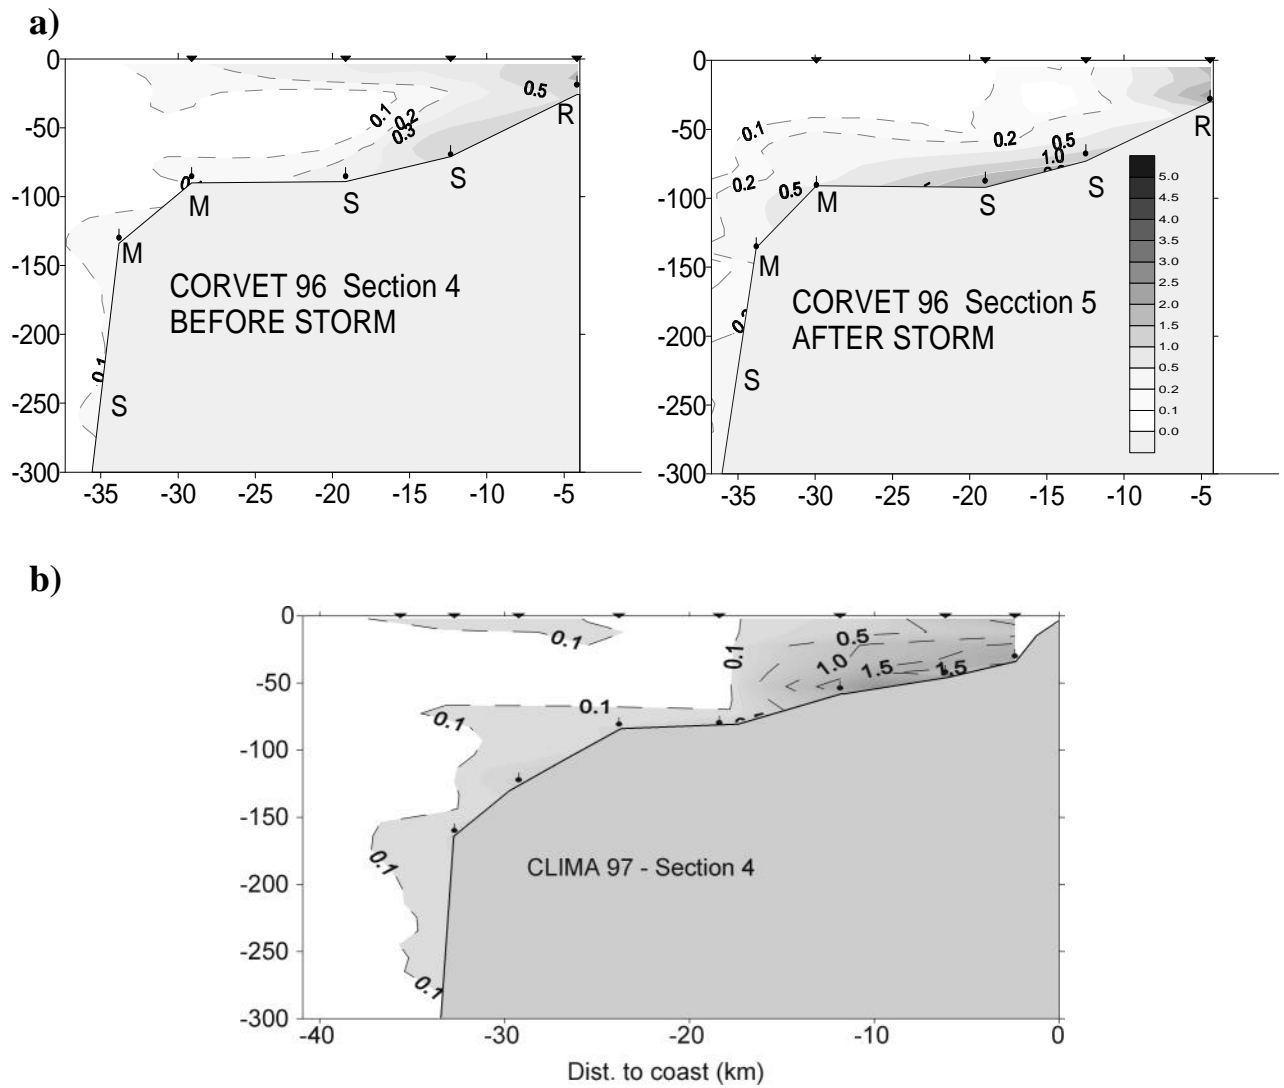 a)
0
-50
-100
-150
-200
-250
-300
-35 -30 -25 -20 -15 -10 -5
0.5
0.1
0.2
0.3
R
S
S
M
M
0.1
S
CORVET 96 Section 4
BEFORE STORM
0
-50
-100
-150
-200
-250
-300
-35 -30 -25 -20 -15 -10 -5
0.1
0.2
0.5
1.0
0.2
0.5
R
S
S
M
M
S
CORVET 96 Secction 5
AFTER STORM
5.0
4.5
4.0
3.5
3.0
2.5
2.0
1.5
1.0
0.5
0.2
0.1
0.0
b)
0
-50
-100
-150
-200
-250
-300
-40 -30 -20 -10 0
0.1
0.1
0.5
1.0
1.5
1.5
0.1
0.1
0.1
0.1
CLIMA 97 - Section 4
Dist. to coast (km)